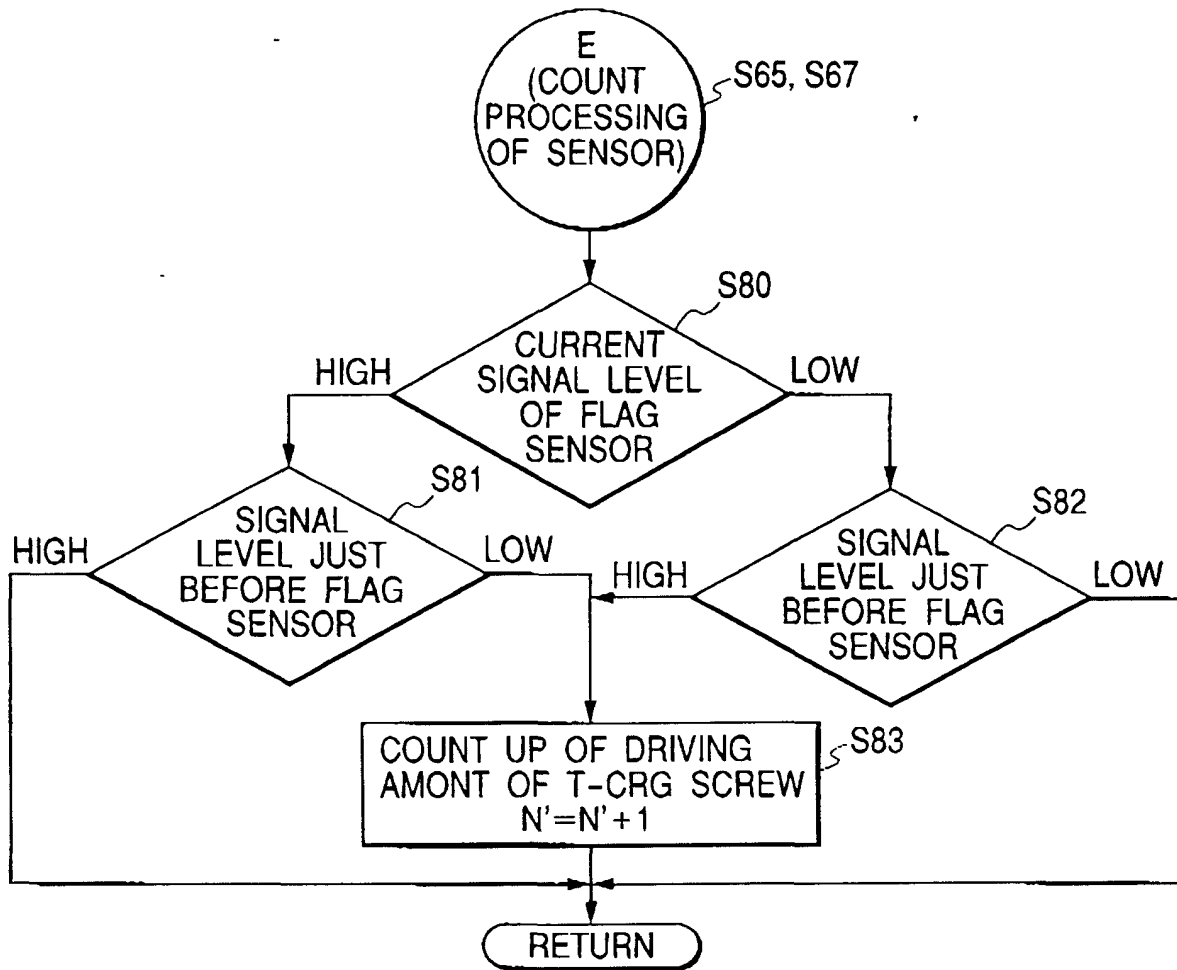 E
(COUNT
PROCESSING
OF SENSOR)
S65, S67
S80
CURRENT
SIGNAL LEVEL
OF FLAG
SENSOR
HIGH
LOW
S81
SIGNAL
LEVEL JUST
BEFORE FLAG
SENSOR
HIGH
LOW
S82
SIGNAL
LEVEL JUST
BEFORE FLAG
SENSOR
HIGH
LOW
S83
COUNT UP OF DRIVING
AMONT OF T-CRG SCREW
N'=N'+1
RETURN